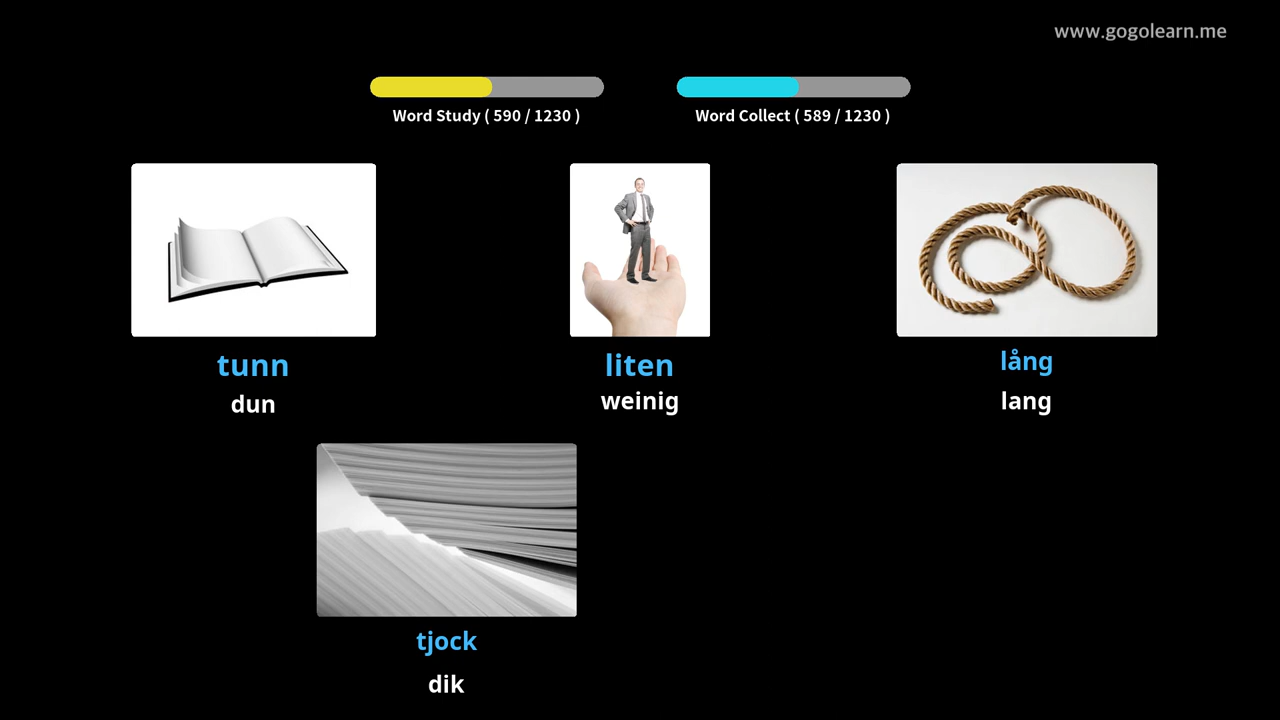 www.gogolearn.me
Word Study ( 590 / 1230 )
Word Collect ( 589 / 1230 )
tunn
dun
liten
weinig
lång
lang
tjock
dik